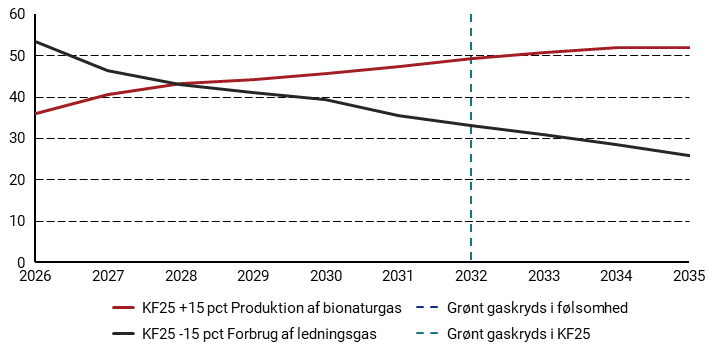 60
50
40
30
20
10
0
2026 2027 2028 2029 2030 2031 2032 2033 2034 2035
KF25 +15 pct Produktion af bionaturgas Grønt gaskryds i følsomhed
KF25 -15 pct Forbrug af ledningsgas Grønt gaskryds i KF25